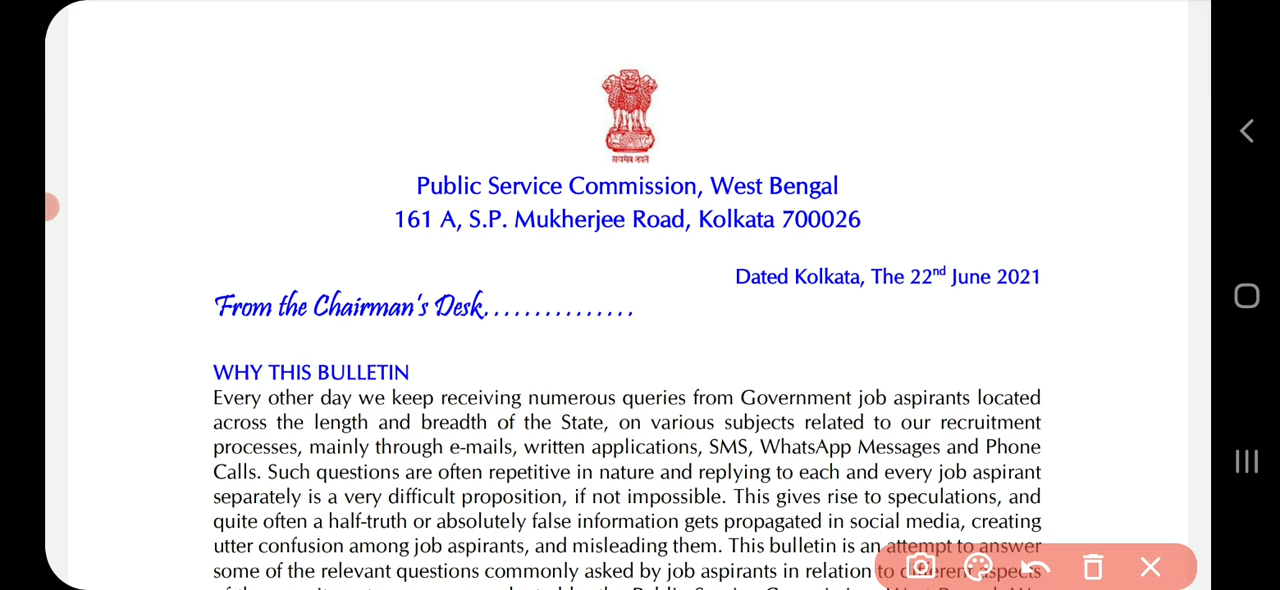 सत्यमेव जयते
Public Service Commission, West Bengal
161 A, S.P. Mukherjee Road, Kolkata 700026
Dated Kolkata, The 22nd June 2021
From the Chairman's Desk...............
WHY THIS BULLETIN
Every other day we keep receiving numerous queries from Government job aspirants located
across the length and breadth of the State, on various subjects related to our recruitment
processes, mainly through e-mails, written applications, SMS, WhatsApp Messages and Phone
Calls. Such questions are often repetitive in nature and replying to each and every job aspirant
separately is a very difficult proposition, if not impossible. This gives rise to speculations, and
quite often a half-truth or absolutely false information gets propagated in social media, creating
utter confusion among job aspirants, and misleading them. This bulletin is an attempt to answer
some of the relevant questions commonly asked by job aspirants in relation to different aspects